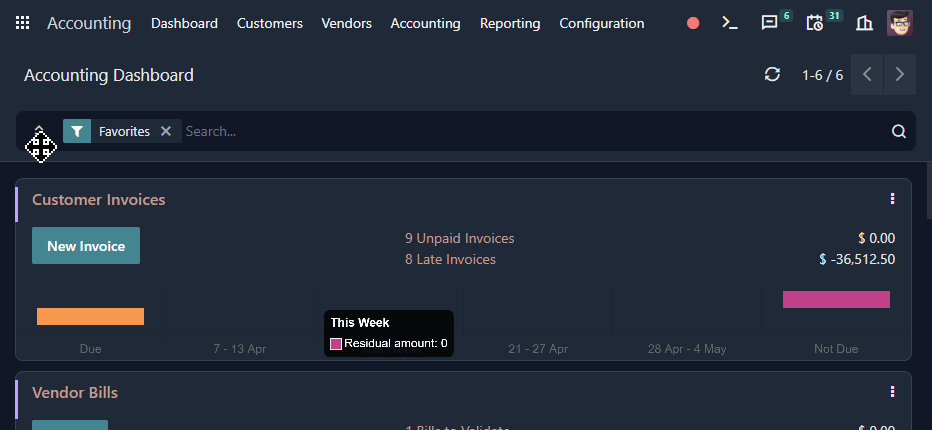 Accounting Dashboard Customers Vendors Accounting Reporting Configuration 6 31
Accounting Dashboard 1-6 / 6
Favorites Search...
Customer Invoices
New Invoice
9 Unpaid Invoices $ 0.00
8 Late Invoices $ -36,512.50
This Week
Residual amount: 0
Due 7 - 13 Apr 21 - 27 Apr 28 Apr - 4 May Not Due
Vendor Bills
1 Bills to Validate $ 0.00